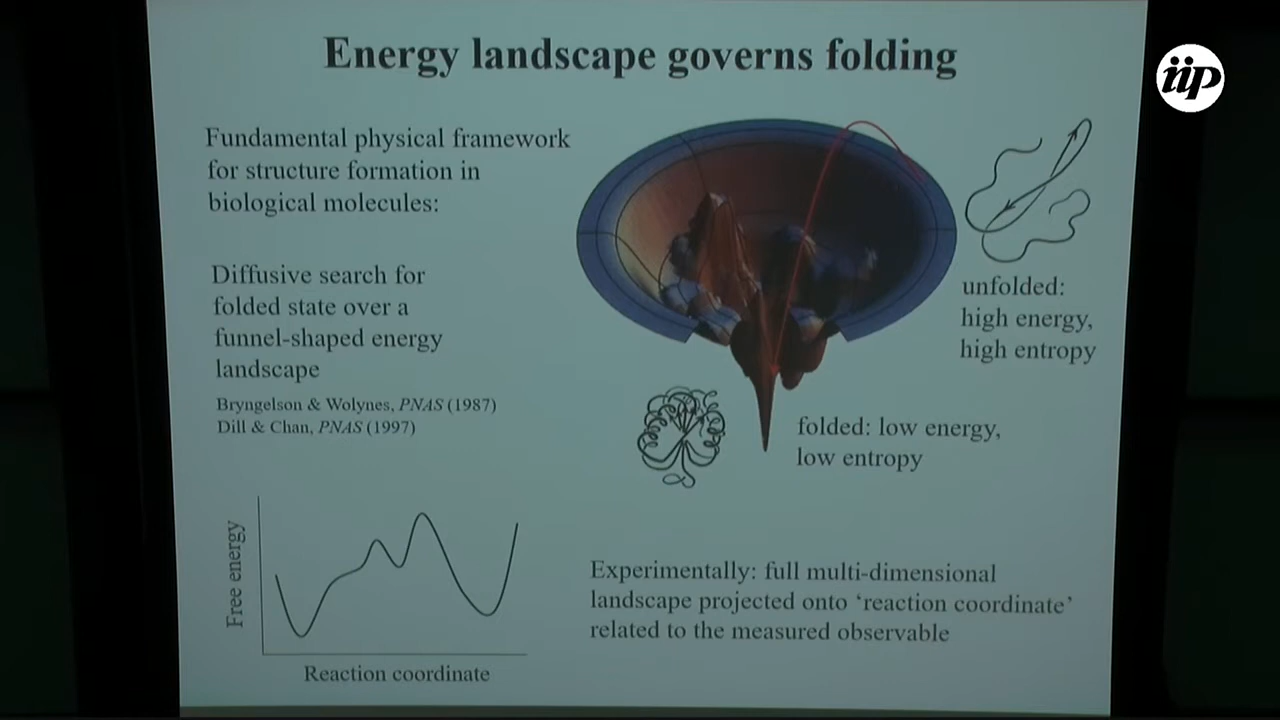 Energy landscape governs folding
iip
Fundamental physical framework
for structure formation in
biological molecules:
Diffusive search for
folded state over a
funnel-shaped energy
landscape
Bryngelson & Wolynes, PNAS (1987)
Dill & Chan, PNAS (1997)
unfolded:
high energy,
high entropy
folded: low energy,
low entropy
Free energy
Reaction coordinate
Experimentally: full multi-dimensional
landscape projected onto ‘reaction coordinate’
related to the measured observable